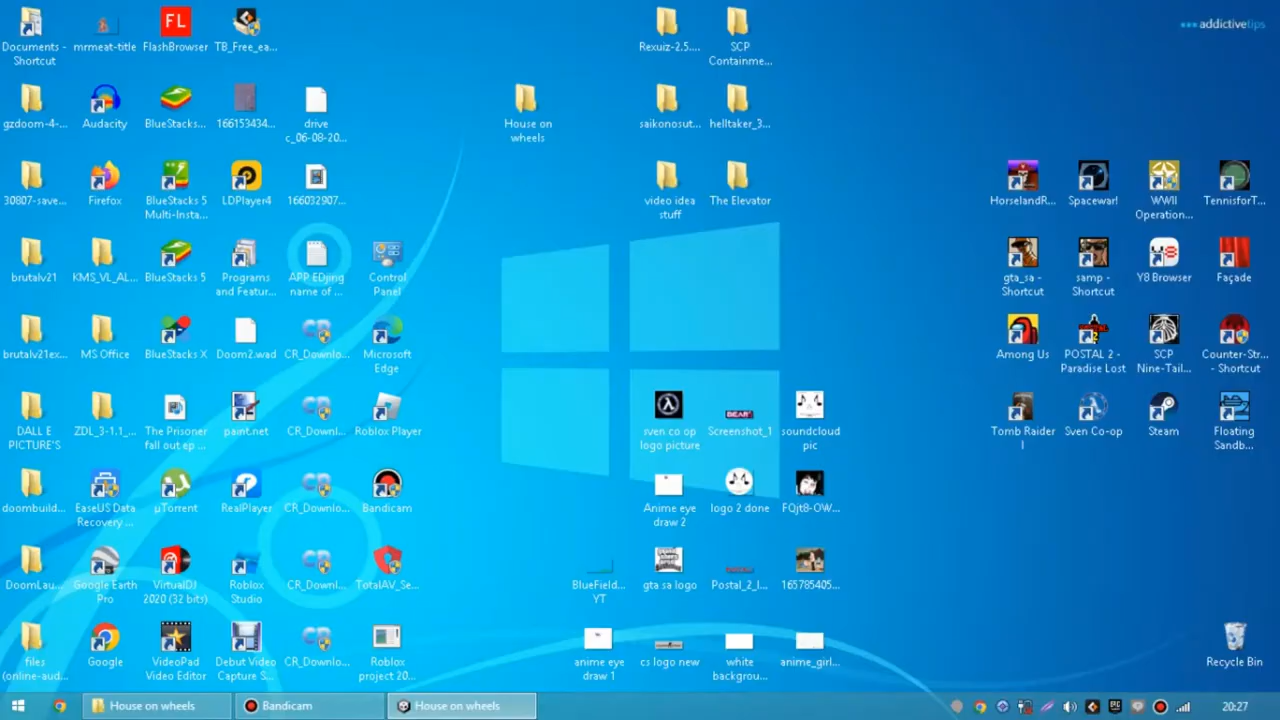 Documents -
Shortcut
mrmeat-title
FlashBrowser
FL
TB_Free_ea...
Rexuiz-2.5....
SCP
Containme...
addictivetips
gzdoom-4-...
Audacity
BlueStacks...
166153434...
drive
c_06-08-20...
House on
wheels
saikonosut...
helltaker_3...
30807-save...
Firefox
BlueStacks 5
Multi-Insta...
LDPlayer4
166032907...
video idea
stuff
The Elevator
HorselandR...
Spacewar!
WWII
Operation...
TennisforT...
brutalv21
KMS_VL_AL...
BlueStacks 5
Programs
and Featur...
APP EDjing
name of ...
Control
Panel
gta_sa -
Shortcut
samp -
Shortcut
Y8 Browser
Façade
brutalv21ex...
MS Office
BlueStacks X
Doom2.wad
CR_Downlo...
Microsoft
Edge
Among Us
POSTAL 2 -
Paradise Lost
SCP
Nine-Tail...
Counter-Str...
- Shortcut
DALL E
PICTURE'S
ZDL_3-1.1_...
The Prisoner
fall out ep ...
paint.net
CR_Downl...
Roblox Player
sven co op
logo picture
BEAR'S
Screenshot_1
soundcloud
pic
Tomb Raider
I
Sven Co-op
Steam
Floating
Sandb...
doombuild...
EaseUS Data
Recovery ...
µTorrent
RealPlayer
CR_Downlo...
Bandicam
Anime eye
draw 2
logo 2 done
FQjt8-OW...
DoomLau...
Google Earth
Pro
VirtualDJ
2020 (32 bits)
Roblox
Studio
CR_Downl...
TotalAV_Se...
BlueField...
YT
gta sa logo
Postal_2_l...
165785405...
files
(online-aud...
Google
VideoPad
Video Editor
Debut Video
Capture S...
CR_Downl...
Roblox
project 20...
anime eye
draw 1
cs logo new
white
backgrou...
anime_girl...
Recycle Bin
House on wheels
Bandicam
House on wheels
EPIC
20:27